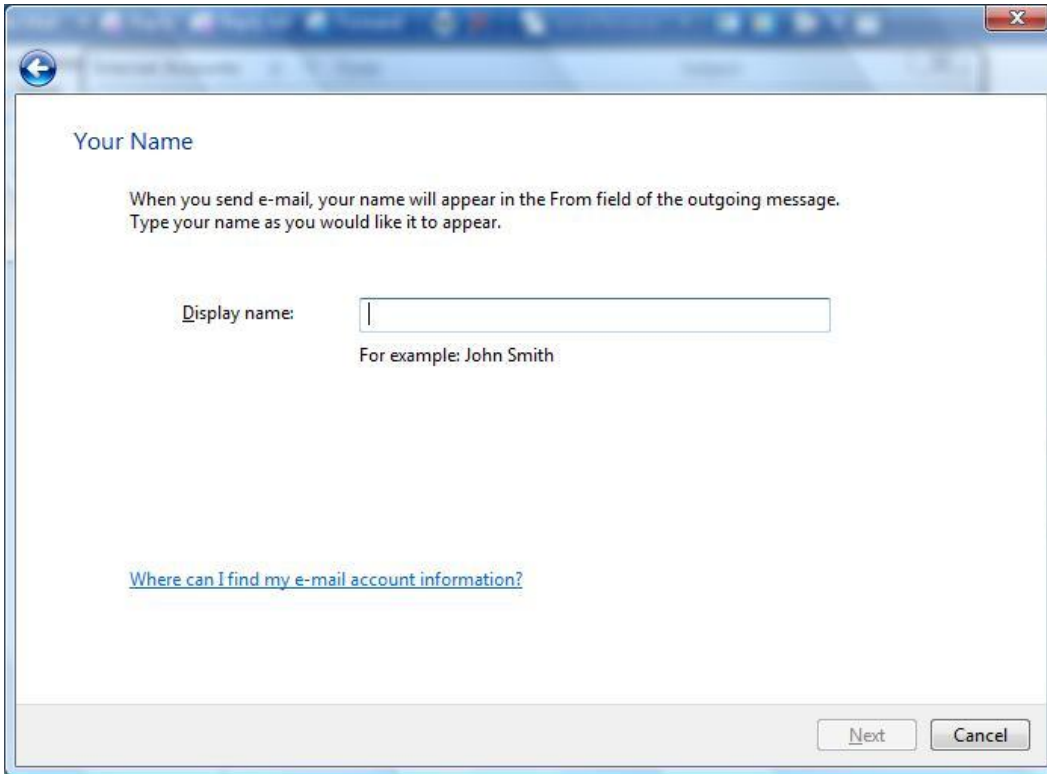 Your Name
When you send e-mail, your name will appear in the From field of the outgoing message.
Type your name as you would like it to appear.
Display name:
For example: John Smith
Where can I find my e-mail account information?
Next Cancel